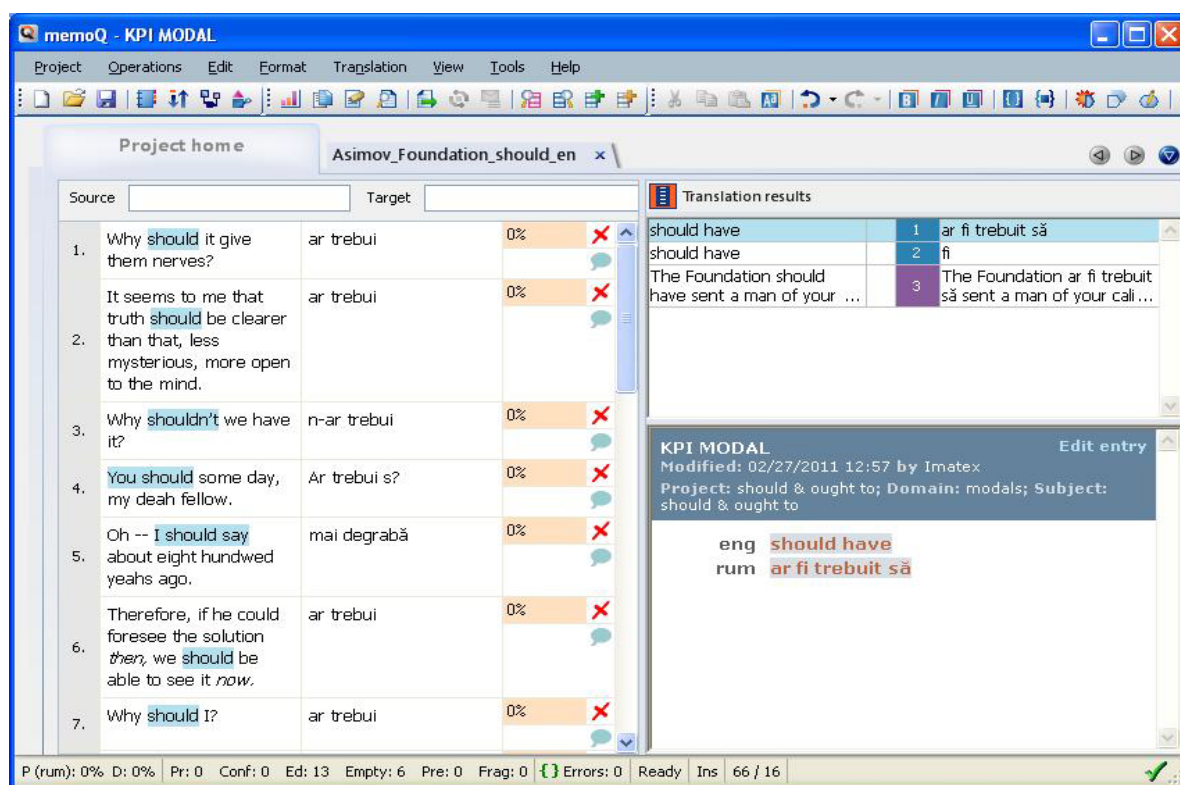 memoQ - KPI MODAL
Project Operations Edit Format Translation View Tools Help
Project home
Asimov_Foundation_should_en x
Source
Target
1.
Why should it give
them nerves?
ar trebui
0%
2.
It seems to me that
truth should be clearer
than that, less
mysterious, more open
to the mind.
ar trebui
0%
3.
Why shouldn't we have
it?
n-ar trebui
0%
4.
You should some day,
my deah fellow.
Ar trebui s?
0%
5.
Oh -- I should say
about eight hundwed
yeahs ago.
mai degrabă
0%
6.
Therefore, if he could
foresee the solution
then, we should be
able to see it now.
ar trebui
0%
7.
Why should I?
ar trebui
0%
Translation results
should have 1 ar fi trebuit să
should have 2 fi
The Foundation should
have sent a man of your ...
3
The Foundation ar fi trebuit
să sent a man of your cali...
KPI MODAL
Edit entry
Modified: 02/27/2011 12:57 by Imatex
Project: should & ought to; Domain: modals; Subject:
should & ought to
eng should have
rum ar fi trebuit să
P (rum): 0% D: 0% Pr: 0 Conf: 0 Ed: 13 Empty: 6 Pre: 0 Frag: 0 {} Errors: 0 Ready Ins 66 / 16